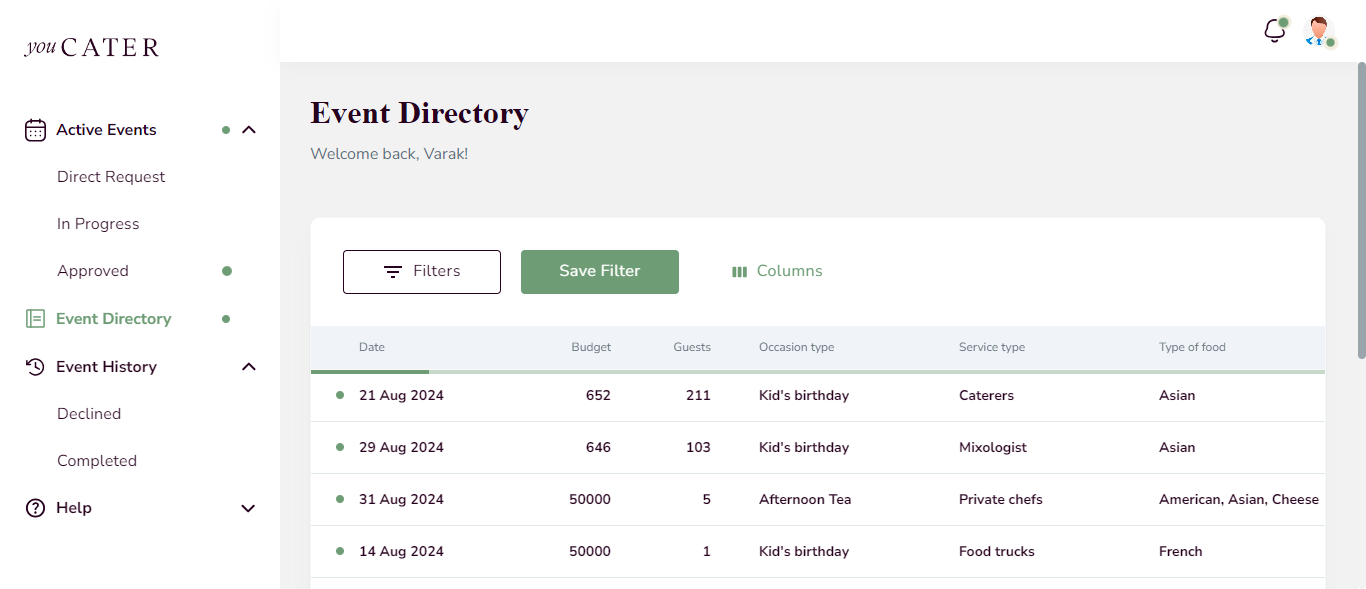 you CATER
Active Events
Direct Request
In Progress
Approved
Event Directory
Event History
Declined
Completed
Help
Event Directory
Welcome back, Varak!
Filters Save Filter Columns
Date Budget Guests Occasion type Service type Type of food
21 Aug 2024 652 211 Kid's birthday Caterers Asian
29 Aug 2024 646 103 Kid's birthday Mixologist Asian
31 Aug 2024 50000 5 Afternoon Tea Private chefs American, Asian, Cheese
14 Aug 2024 50000 1 Kid's birthday Food trucks French